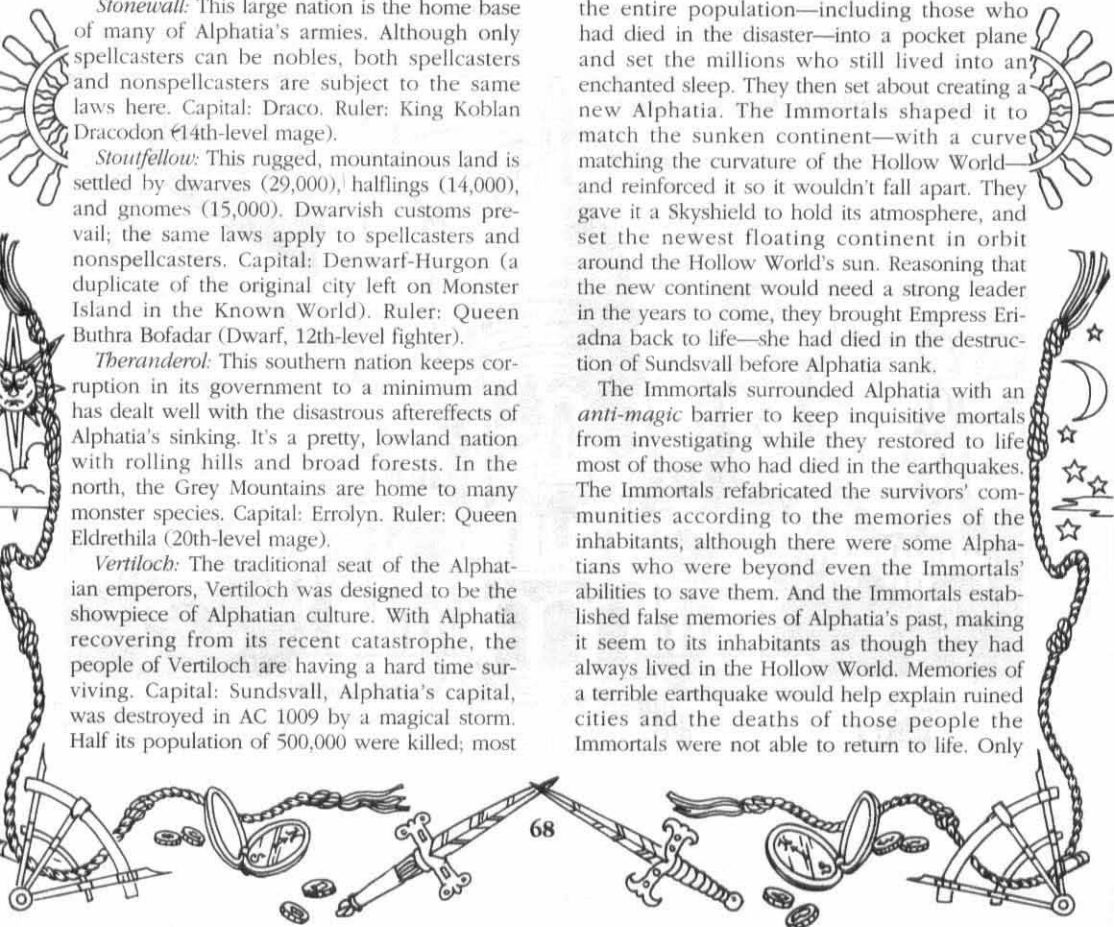 Stonewall: This large nation is the home base
of many of Alphatia's armies. Although only
spellcasters can be nobles, both spellcasters
and nonspellcasters are subject to the same
laws here. Capital: Draco. Ruler: King Koblan
Dracodon (14th-level mage).
Stoutfellow: This rugged, mountainous land is
settled by dwarves (29,000), halflings (14,000),
and gnomes (15,000). Dwarvish customs pre-
vail; the same laws apply to spellcasters and
nonspellcasters. Capital: Denwarf-Hurgon (a
duplicate of the original city left on Monster
Island in the Known World). Ruler: Queen
Buthra Bofadar (Dwarf, 12th-level fighter).
Theranderol: This southern nation keeps cor-
ruption in its government to a minimum and
has dealt well with the disastrous aftereffects of
Alphatia's sinking. It's a pretty, lowland nation
with rolling hills and broad forests. In the
north, the Grey Mountains are home to many
monster species. Capital: Errolyn. Ruler: Queen
Eldrethila (20th-level mage).
Vertiloch: The traditional seat of the Alphat-
ian emperors, Vertiloch was designed to be the
showpiece of Alphatian culture. With Alphatia
recovering from its recent catastrophe, the
people of Vertiloch are having a hard time sur-
viving. Capital: Sundsvall, Alphatia's capital,
was destroyed in AC 1009 by a magical storm.
Half its population of 500,000 were killed; most
the entire population—including those who
had died in the disaster—into a pocket plane
and set the millions who still lived into an
enchanted sleep. They then set about creating a
new Alphatia. The Immortals shaped it to
match the sunken continent—with a curve
matching the curvature of the Hollow World—
and reinforced it so it wouldn't fall apart. They
gave it a Skyshield to hold its atmosphere, and
set the newest floating continent in orbit
around the Hollow World's sun. Reasoning that
the new continent would need a strong leader
in the years to come, they brought Empress Eri-
adna back to life—she had died in the destruc-
tion of Sundsvall before Alphatia sank.
The Immortals surrounded Alphatia with an
anti-magic barrier to keep inquisitive mortals
from investigating while they restored to life
most of those who had died in the earthquakes.
The Immortals refabricated the survivors' com-
munities according to the memories of the
inhabitants, although there were some Alpha-
tians who were beyond even the Immortals'
abilities to save them. And the Immortals estab-
lished false memories of Alphatia's past, making
it seem to its inhabitants as though they had
always lived in the Hollow World. Memories of
a terrible earthquake would help explain ruined
cities and the deaths of those people the
Immortals were not able to return to life. Only
68